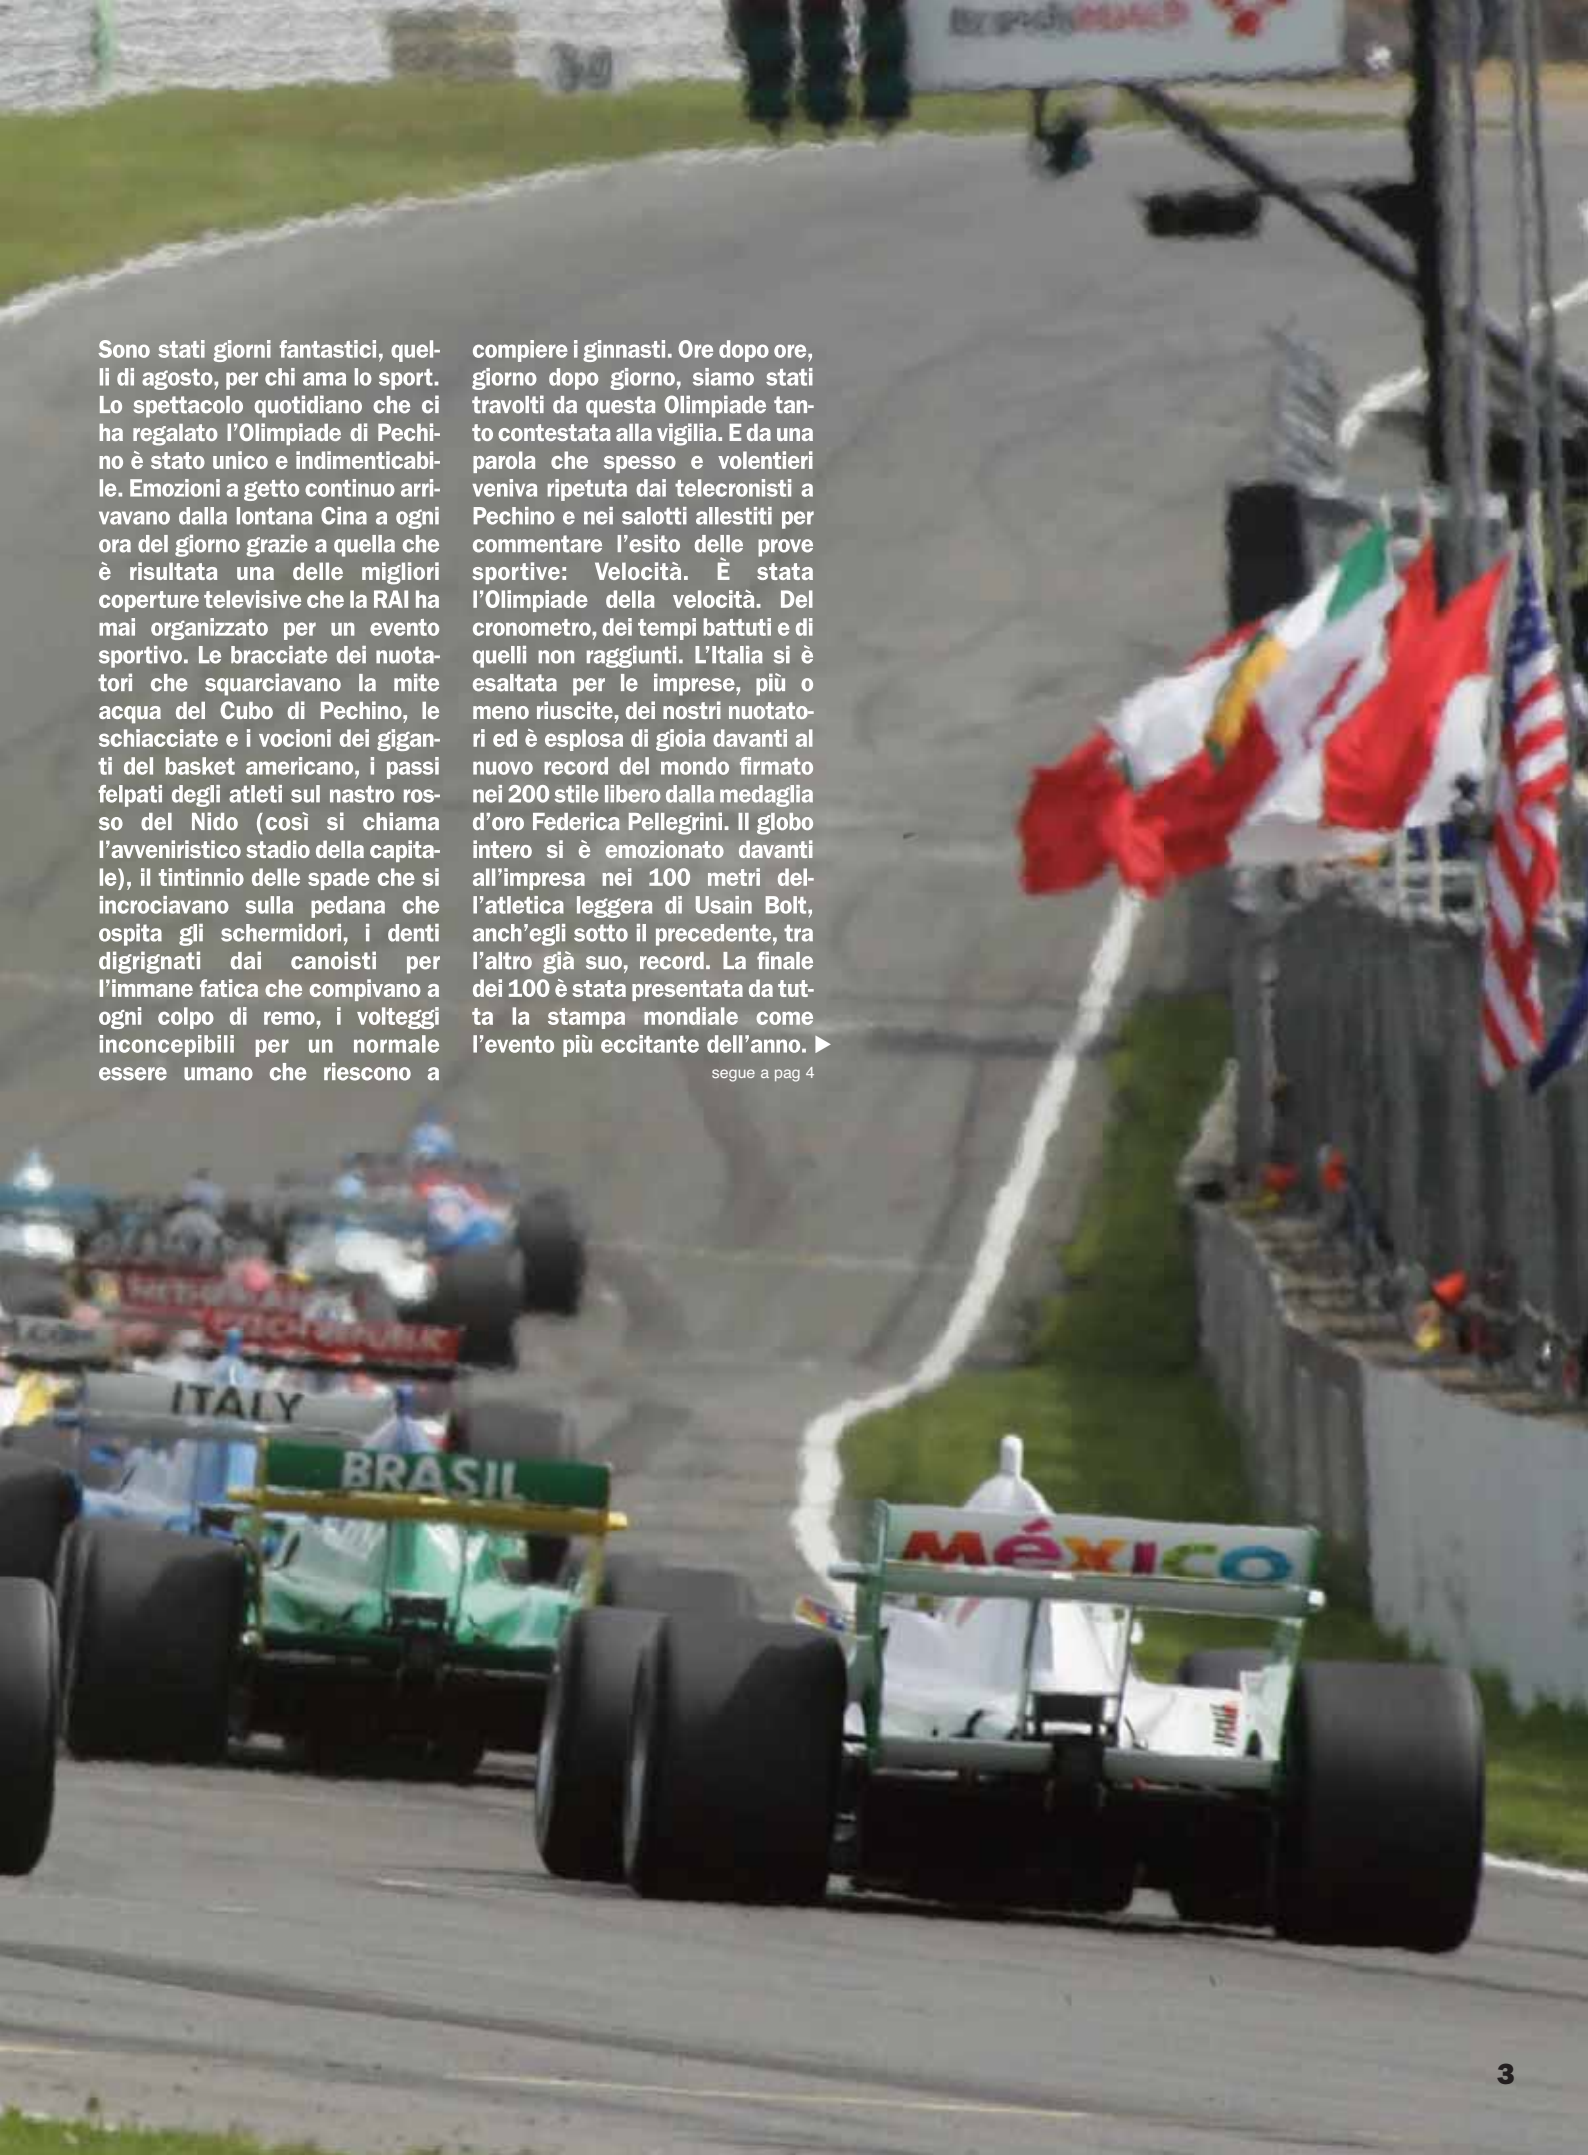 Sono stati giorni fantastici, quel-
li di agosto, per chi ama lo sport.
Lo spettacolo quotidiano che ci
ha regalato l'Olimpiade di Pechi-
no è stato unico e indimenticabi-
le. Emozioni a getto continuo arri-
vavano dalla lontana Cina a ogni
ora del giorno grazie a quella che
è risultata una delle migliori
coperture televisive che la RAI ha
mai organizzato per un evento
sportivo. Le bracciate dei nuota-
tori che squarciavano la mite
acqua del Cubo di Pechino, le
schiacciate e i vocioni dei gigan-
ti del basket americano, i passi
felpati degli atleti sul nastro ros-
so del Nido (così si chiama
l'avveniristico stadio della capita-
le), il tintinnio delle spade che si
incrociavano sulla pedana che
ospita gli schermidori, i denti
digrignati dai canoisti per
l'immane fatica che compivano a
ogni colpo di remo, i volteggi
inconcepibili per un normale
essere umano che riescono a
compiere i ginnasti. Ore dopo ore,
giorno dopo giorno, siamo stati
travolti da questa Olimpiade tan-
to contestata alla vigilia. E da una
parola che spesso e volentieri
veniva ripetuta dai telecronisti a
Pechino e nei salotti allestiti per
commentare l'esito delle prove
sportive: Velocità. È stata
l'Olimpiade della velocità. Del
cronometro, dei tempi battuti e di
quelli non raggiunti. L'Italia si è
esaltata per le imprese, più o
meno riuscite, dei nostri nuotato-
ri ed è esplosa di gioia davanti al
nuovo record del mondo firmato
nei 200 stile libero dalla medaglia
d'oro Federica Pellegrini. Il globo
intero si è emozionato davanti
all'impresa nei 100 metri del-
l'atletica leggera di Usain Bolt,
anch'egli sotto il precedente, tra
l'altro già suo, record. La finale
dei 100 è stata presentata da tut-
ta la stampa mondiale come
l'evento più eccitante dell'anno. ▶
segue a pag 4
ITALY
BRASIL
MéXICO
3